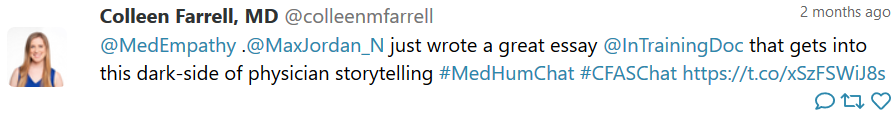 Colleen Farrell, MD @colleenmfarrell 2 months ago
@MedEmpathy .@MaxJordan_N just wrote a great essay @InTrainingDoc that gets into
this dark-side of physician storytelling #MedHumChat #CFASChat https://t.co/xSzFSWiJ8s